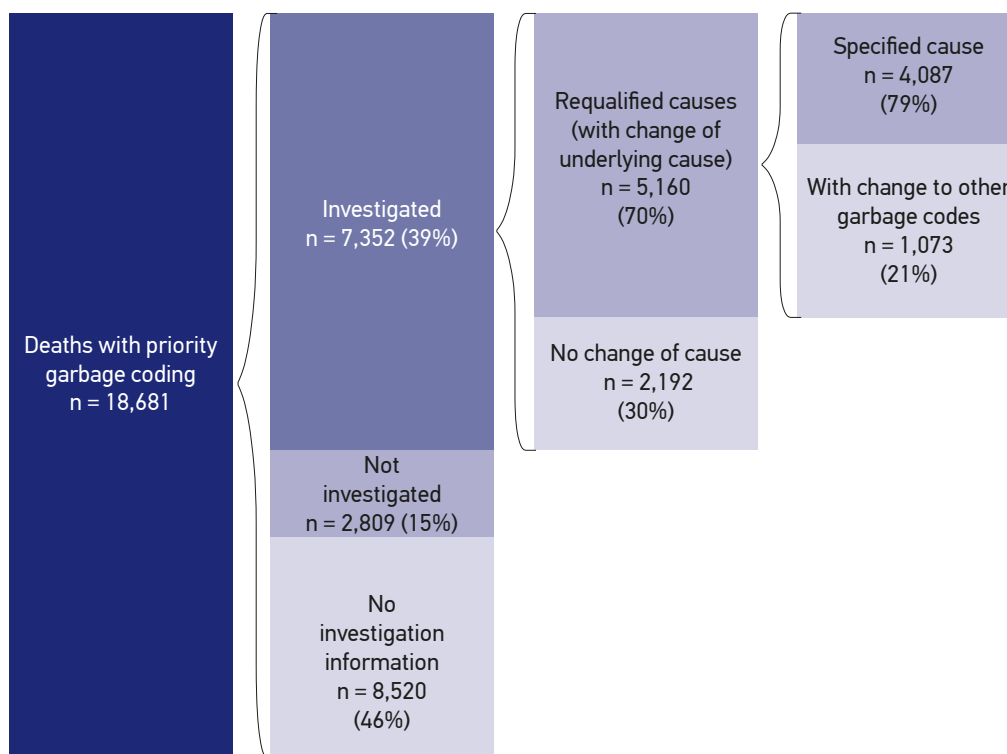 Deaths with priority
garbage coding
n = 18,681
Investigated
n = 7,352 (39%)
Not
investigated
n = 2,809 (15%)
No
investigation
information
n = 8,520
(46%)
Requalified causes
(with change of
underlying cause)
n = 5,160
(70%)
No change of cause
n = 2,192
(30%)
Specified cause
n = 4,087
(79%)
With change to other
garbage codes
n = 1,073
(21%)